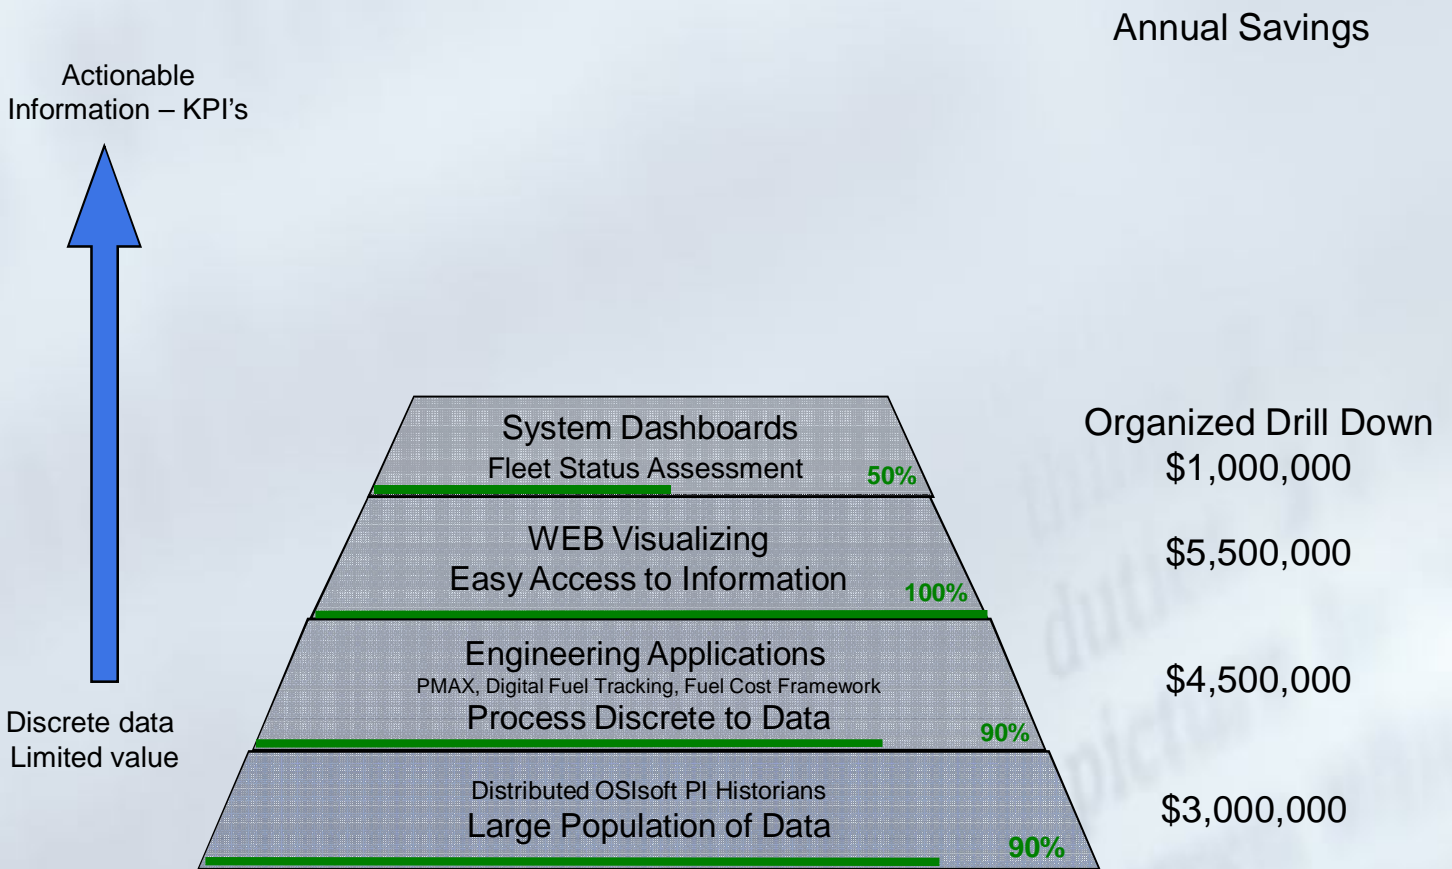 Annual Savings
Actionable
Information – KPI's
System Dashboards
Fleet Status Assessment
50%
Organized Drill Down
$1,000,000
WEB Visualizing
Easy Access to Information
100%
$5,500,000
Engineering Applications
PMAX, Digital Fuel Tracking, Fuel Cost Framework
Process Discrete to Data
90%
$4,500,000
Discrete data
Limited value
Distributed OSIsoft PI Historians
Large Population of Data
90%
$3,000,000
duties
picture